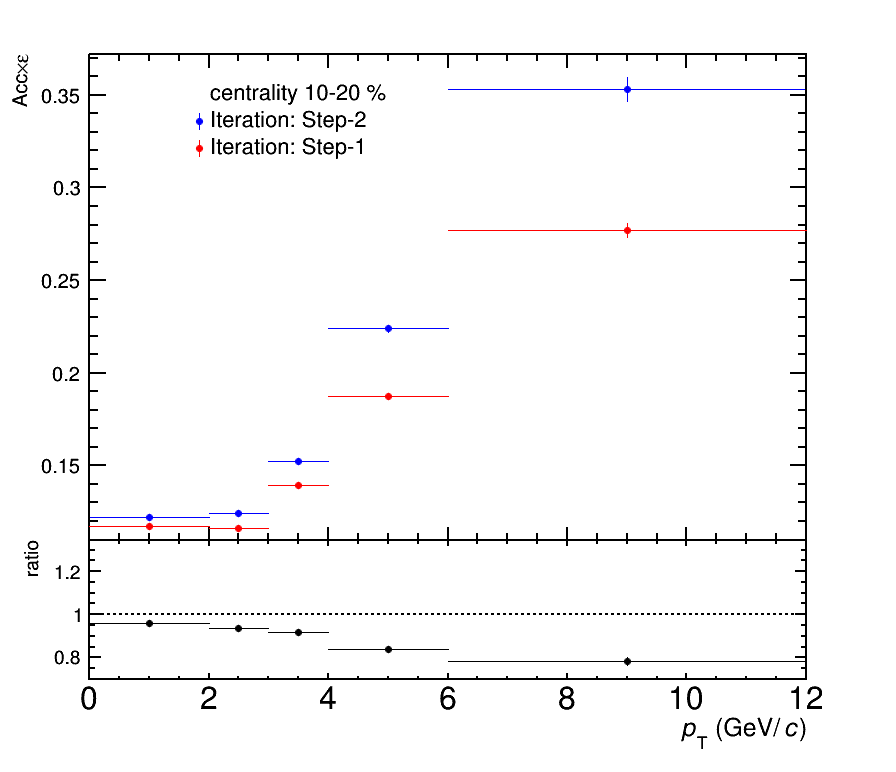 Acc×ε
centrality 10-20 %
Iteration: Step-2
Iteration: Step-1
0.35
0.3
0.25
0.2
0.15
ratio
1.2
1
0.8
0 2 4 6 8 10 12
p_T (GeV/c)